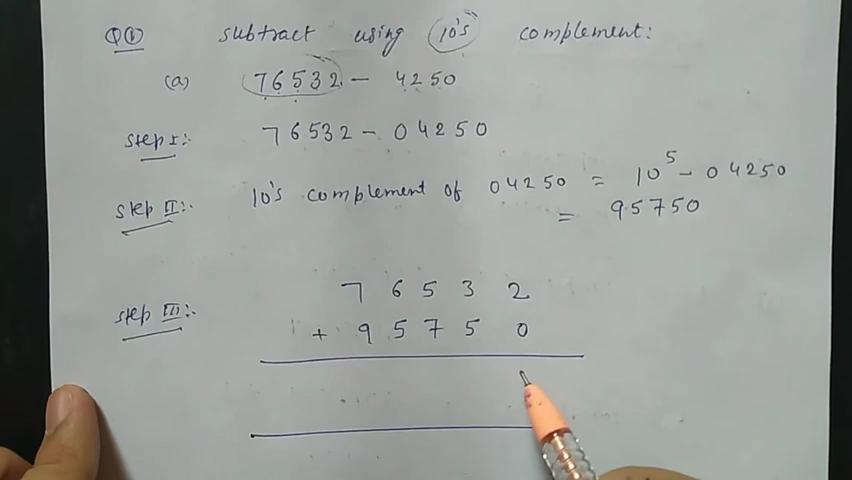 Q① subtract using 10's complement:
(a) 76532 - 4250
Step I:- 76532 - 04250
Step II:- 10's complement of 04250 = 10^5 - 04250
= 95750
Step III:- 7 6 5 3 2
+ 9 5 7 5 0